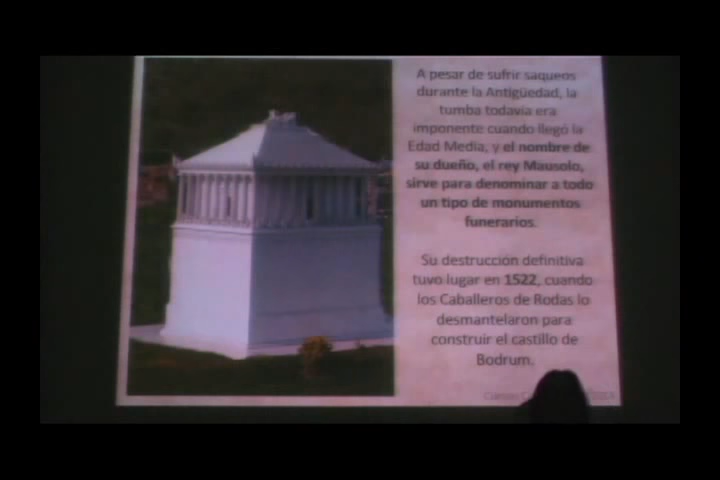 A pesar de sufrir saqueos
durante la Antigüedad, la
tumba todavía era
imponente cuando llegó la
Edad Media, y el nombre de
su dueño, el rey Mausolo,
sirve para denominar a todo
un tipo de monumentos
funerarios.
Su destrucción definitiva
tuvo lugar en 1522, cuando
los Caballeros de Rodas lo
desmantelaron para
construir el castillo de
Bodrum.